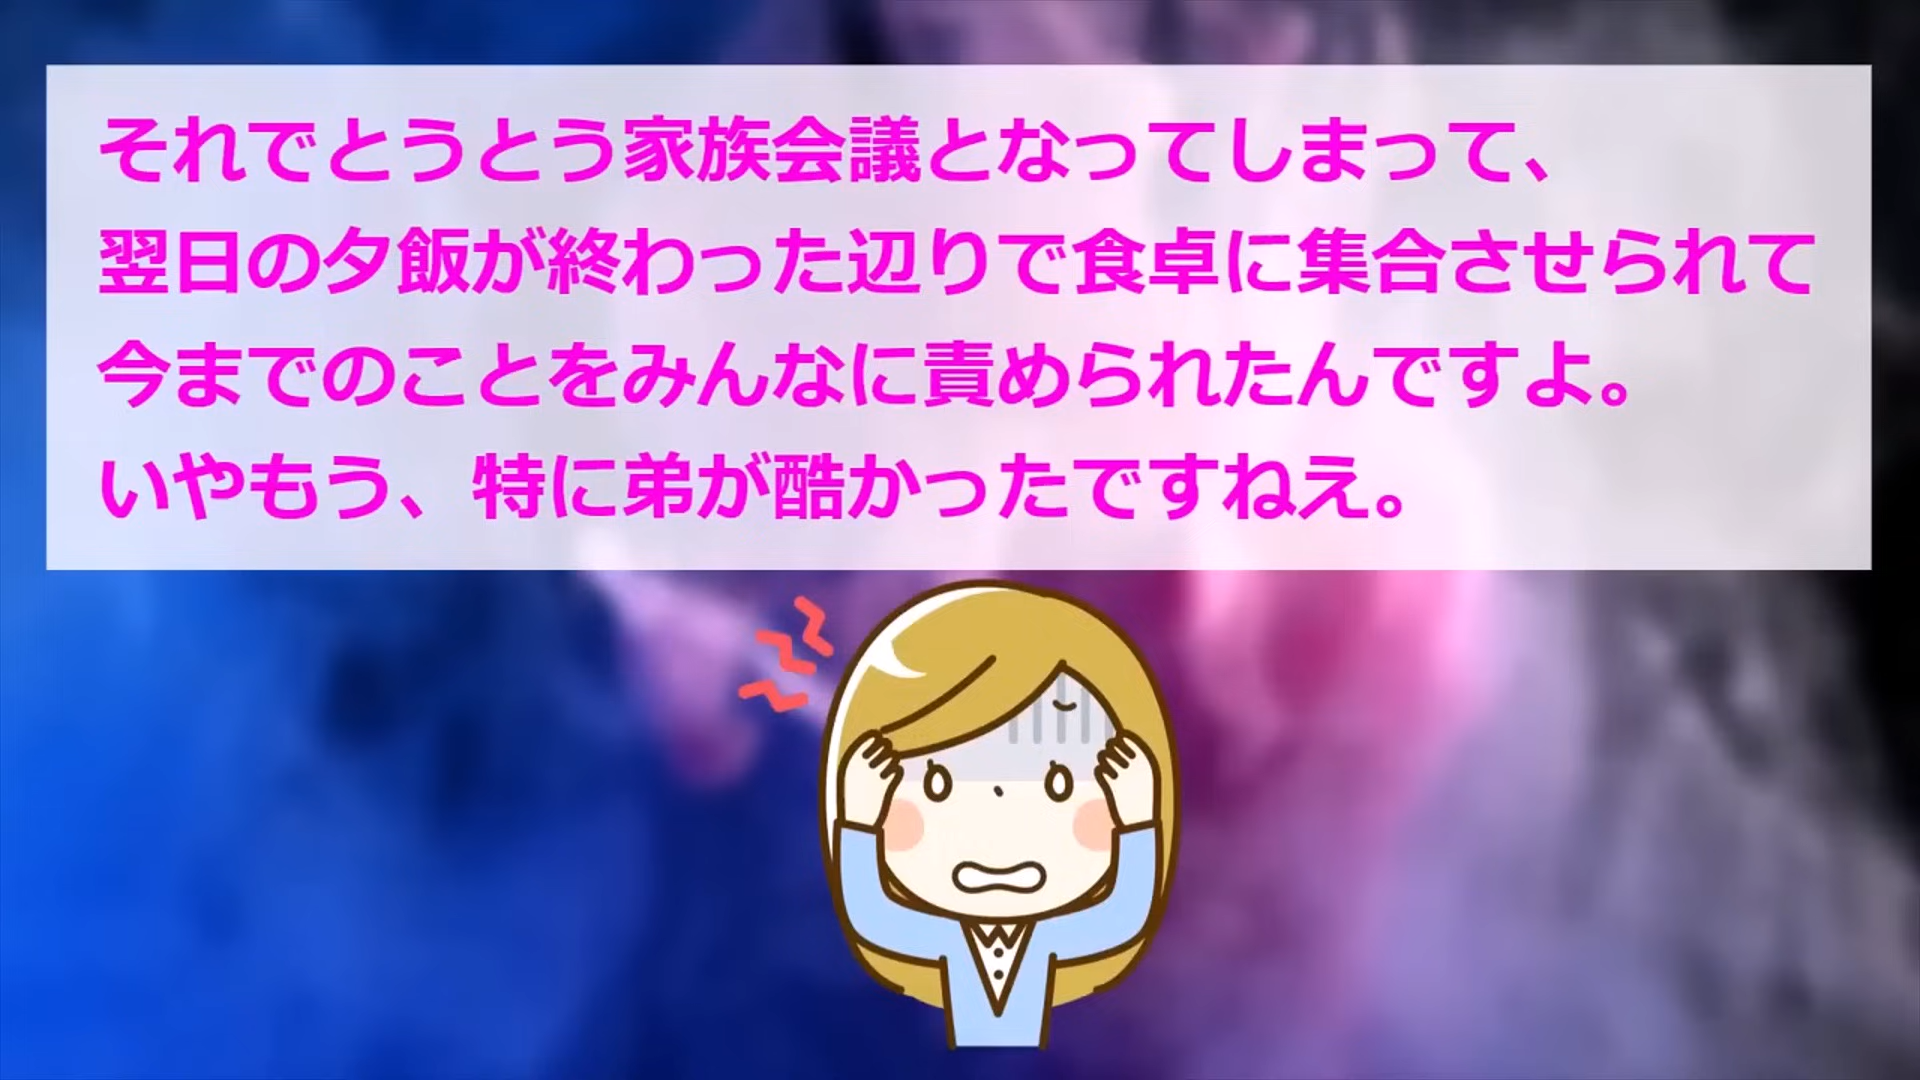 それでとうとう家族会議となってしまって、
翌日の夕飯が終わった辺りで食卓に集合させられて
今までのことをみんなに責められたんですよ。
いやもう、特に弟が酷かったですねえ。